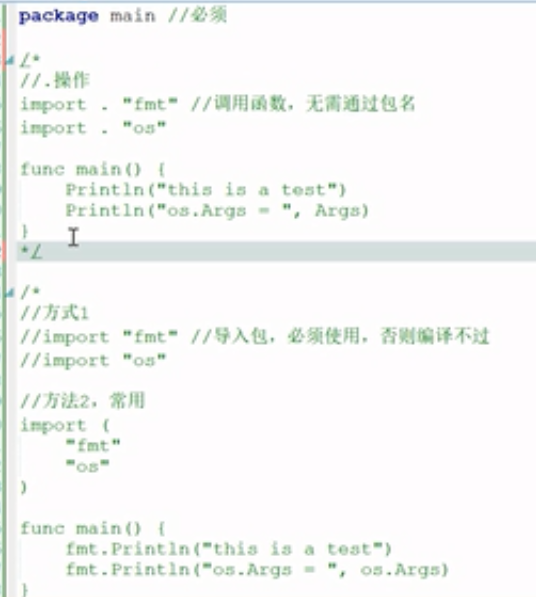 package main //必须
/*
//.操作
import . "fmt" //调用函数，无需通过包名
import . "os"
func main() {
Println("this is a test")
Println("os.Args = ", Args)
}
*/
/*
//方式1
//import "fmt" //导入包，必须使用，否则编译不过
//import "os"
//方法2，常用
import (
"fmt"
"os"
)
func main() {
fmt.Println("this is a test")
fmt.Println("os.Args = ", os.Args)
}